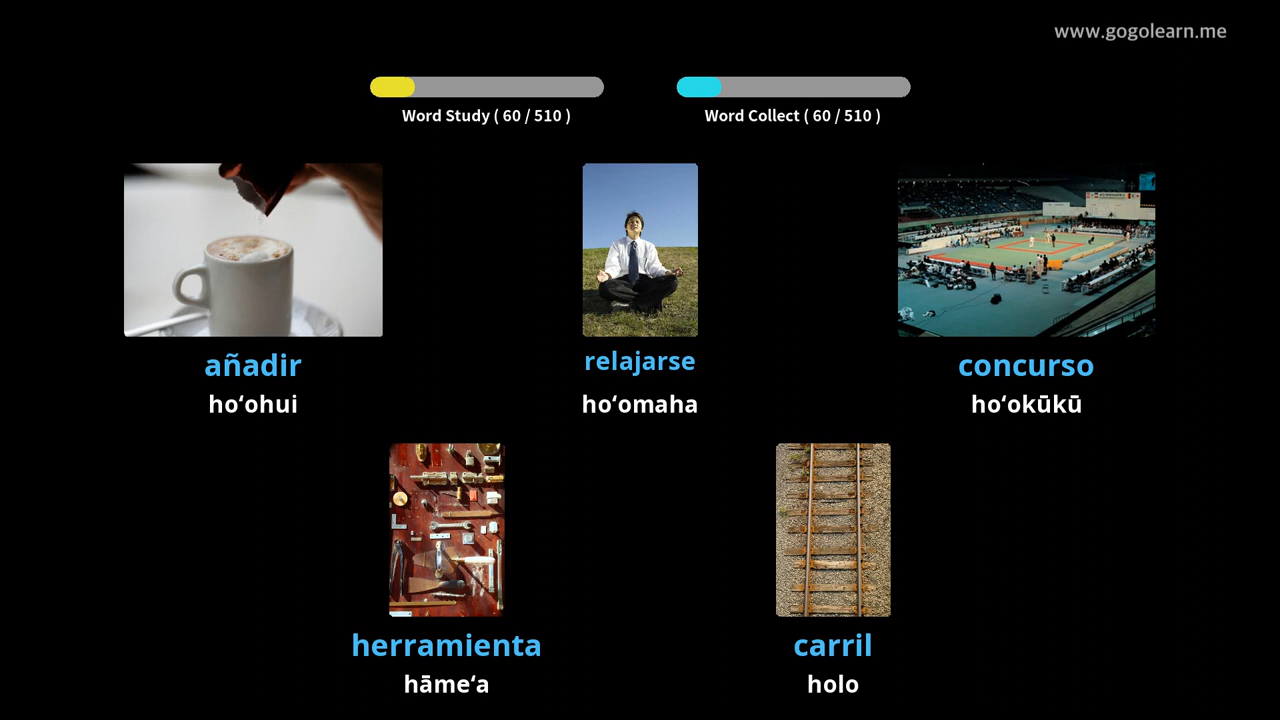 www.gogolearn.me
Word Study ( 60 / 510 )
Word Collect ( 60 / 510 )
añadir
hoʻohui
relajarse
hoʻomaha
concurso
hoʻokūkū
herramienta
hāmeʻa
carril
holo